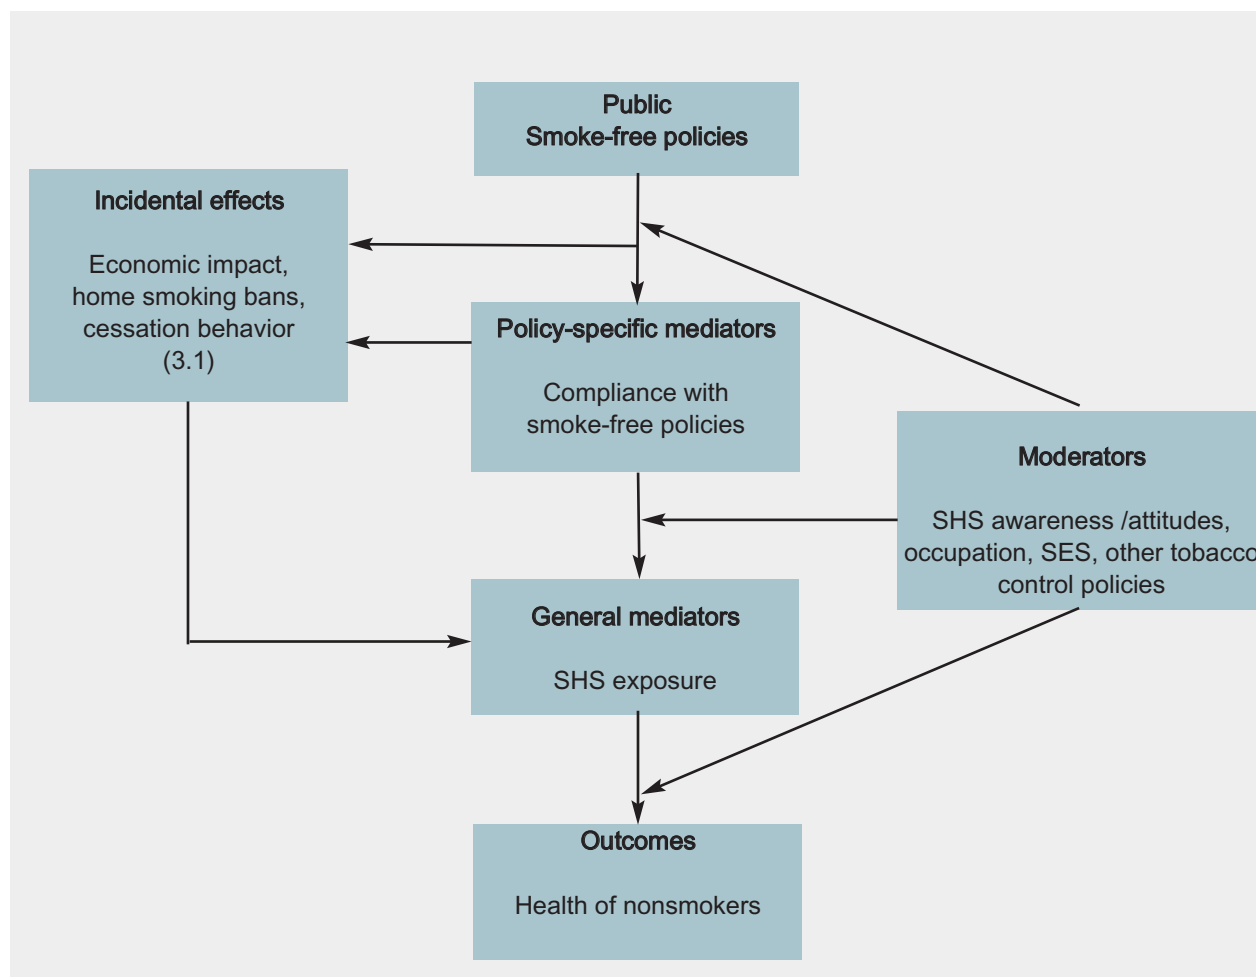 Public
Smoke-free policies
Incidental effects
Economic impact,
home smoking bans,
cessation behavior
(3.1)
Policy-specific mediators
Compliance with
smoke-free policies
Moderators
SHS awareness /attitudes,
occupation, SES, other tobacco
control policies
General mediators
SHS exposure
Outcomes
Health of nonsmokers